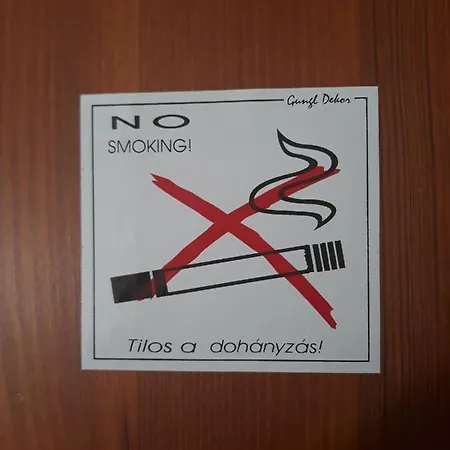 Gungl Dekor
NO
SMOKING!
Tilos a dohányzás!